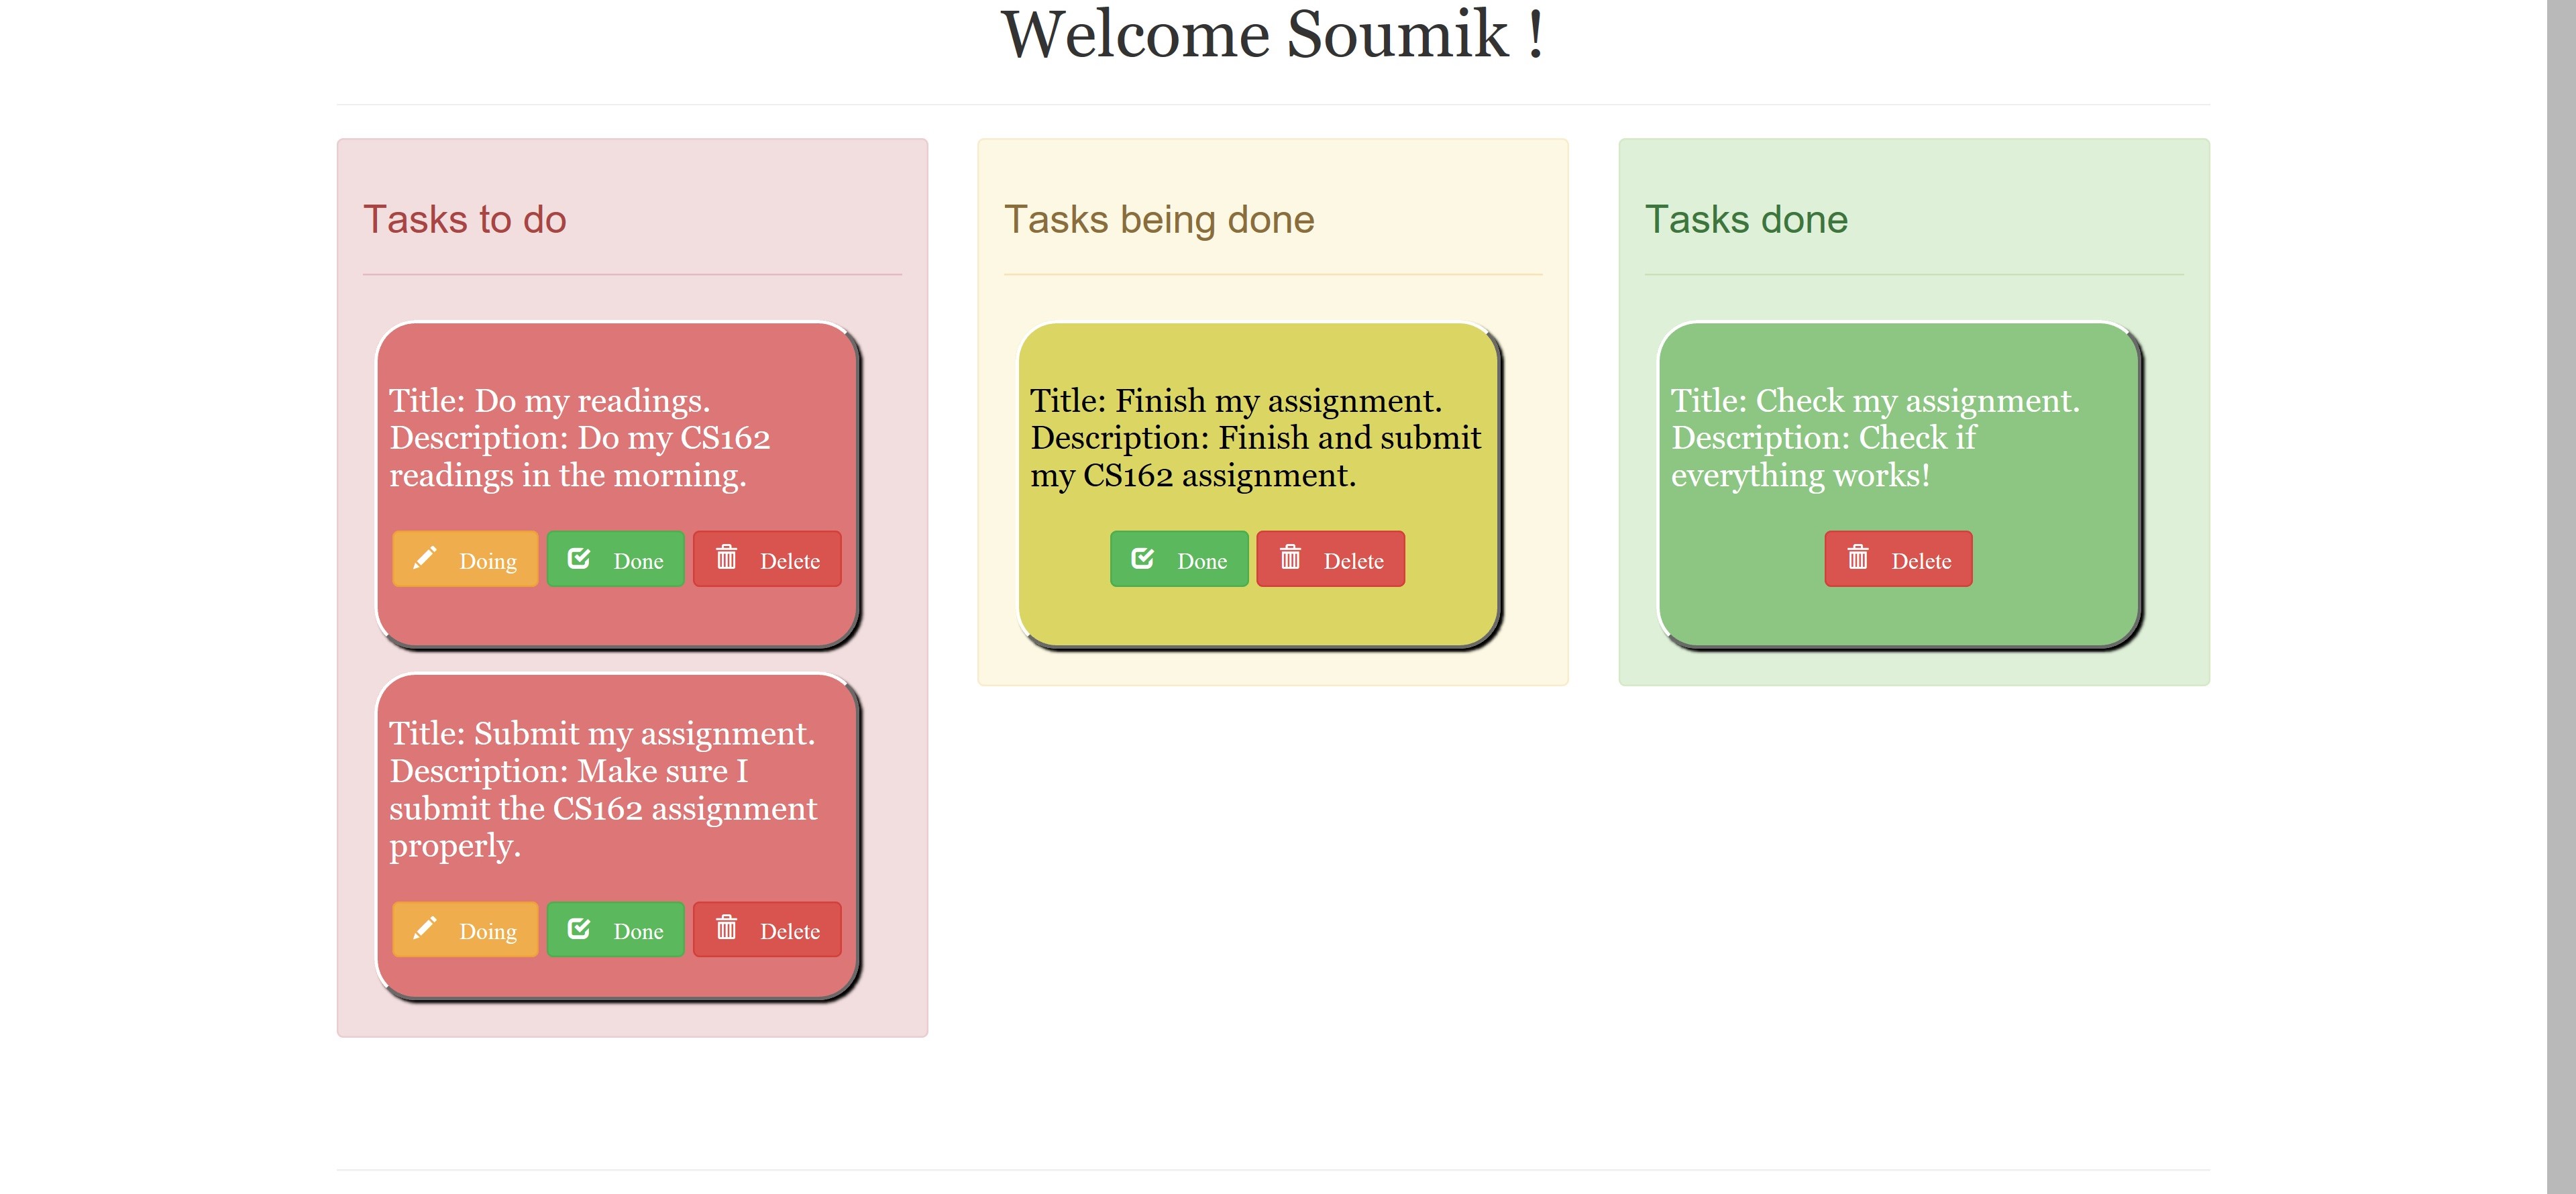 Welcome Soumik !
Tasks to do
Title: Do my readings.
Description: Do my CS162
readings in the morning.
Doing Done Delete
Title: Submit my assignment.
Description: Make sure I
submit the CS162 assignment
properly.
Doing Done Delete
Tasks being done
Title: Finish my assignment.
Description: Finish and submit
my CS162 assignment.
Done Delete
Tasks done
Title: Check my assignment.
Description: Check if
everything works!
Delete